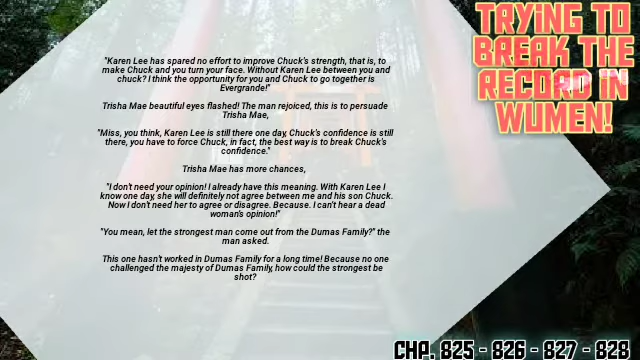 "Karen Lee has spared no effort to improve Chuck's strength, that is, to
make Chuck and you turn your face. Without Karen Lee between you and
chuck? I think the opportunity for you and Chuck to go together is
Evergrande!"
Trisha Mae beautiful eyes flashed! The man rejoiced, this is to persuade
Trisha Mae,
"Miss, you think, Karen Lee is still there one day, Chuck's confidence is still
there, you have to force Chuck, in fact, the best way is to break Chuck's
confidence."
Trisha Mae has more chances,
"I don't need your opinion! I already have this meaning. With Karen Lee I
know one day, she will definitely not agree between me and his son Chuck.
Now I don't need her to agree or disagree. Because. I can't hear a dead
woman's opinion!"
"You mean, let the strongest man come out from the Dumas Family?" the
man asked.
This one hasn't worked in Dumas Family for a long time! Because no one
challenged the majesty of Dumas Family, how could the strongest be
shot?
TRYING TO
BREAK THE
RECORD IN
WUMEN!
CHP. 825 - 826 - 827 - 828